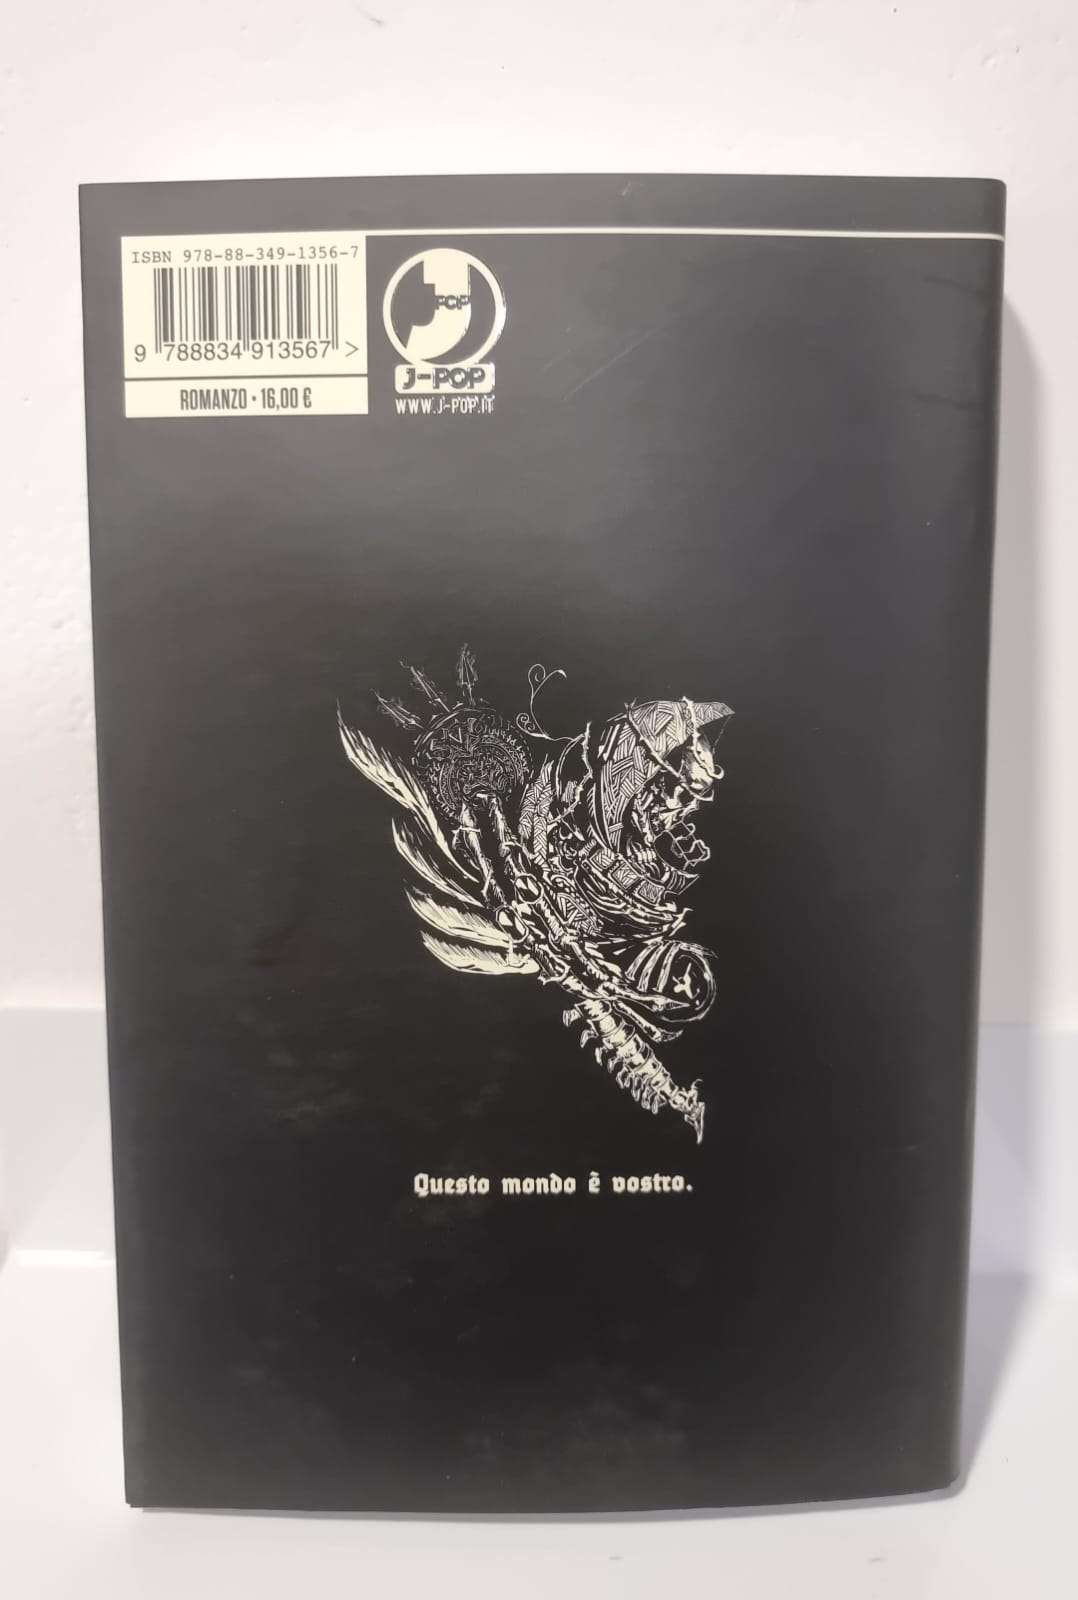 ISBN 978-88-349-1356-7
9 788834 913567 >
ROMANZO • 16,00 €
J POP
J-POP
WWW.J-POP.IT
Questo mondo è vostro.